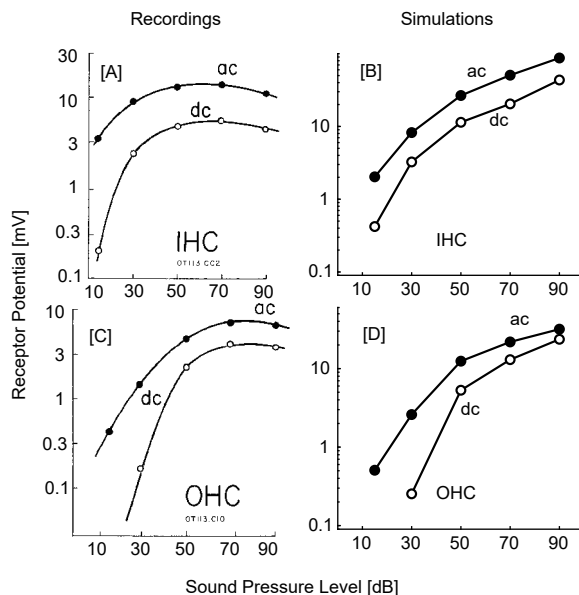 Recordings
Simulations
[A]
30
10
3
1
0.3
0.1
ac
dc
IHC
OT113.CC2
10 30 50 70 90
[B]
10
1
0.1
ac
dc
IHC
10 30 50 70 90
Receptor Potential [mV]
[C]
10
3
1
0.3
0.1
ac
dc
OHC
OT113.C10
10 30 50 70 90
[D]
10
1
0.1
ac
dc
OHC
10 30 50 70 90
Sound Pressure Level [dB]